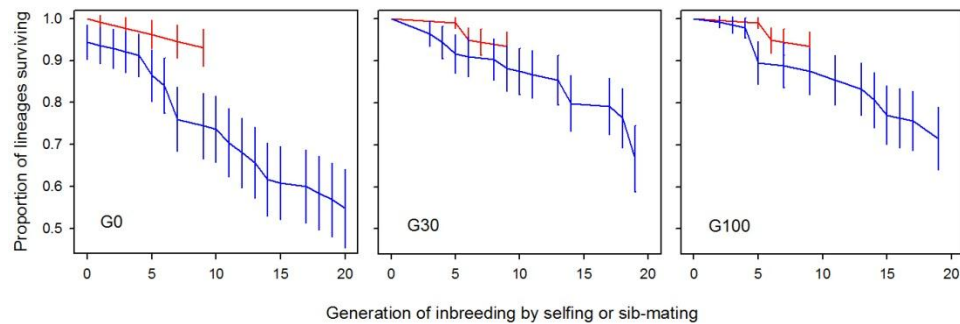 Proportion of lineages surviving
1.0
0.9
0.8
0.7
0.6
0.5
G0
G30
G100
0 5 10 15 20
0 5 10 15 20
0 5 10 15 20
Generation of inbreeding by selfing or sib-mating